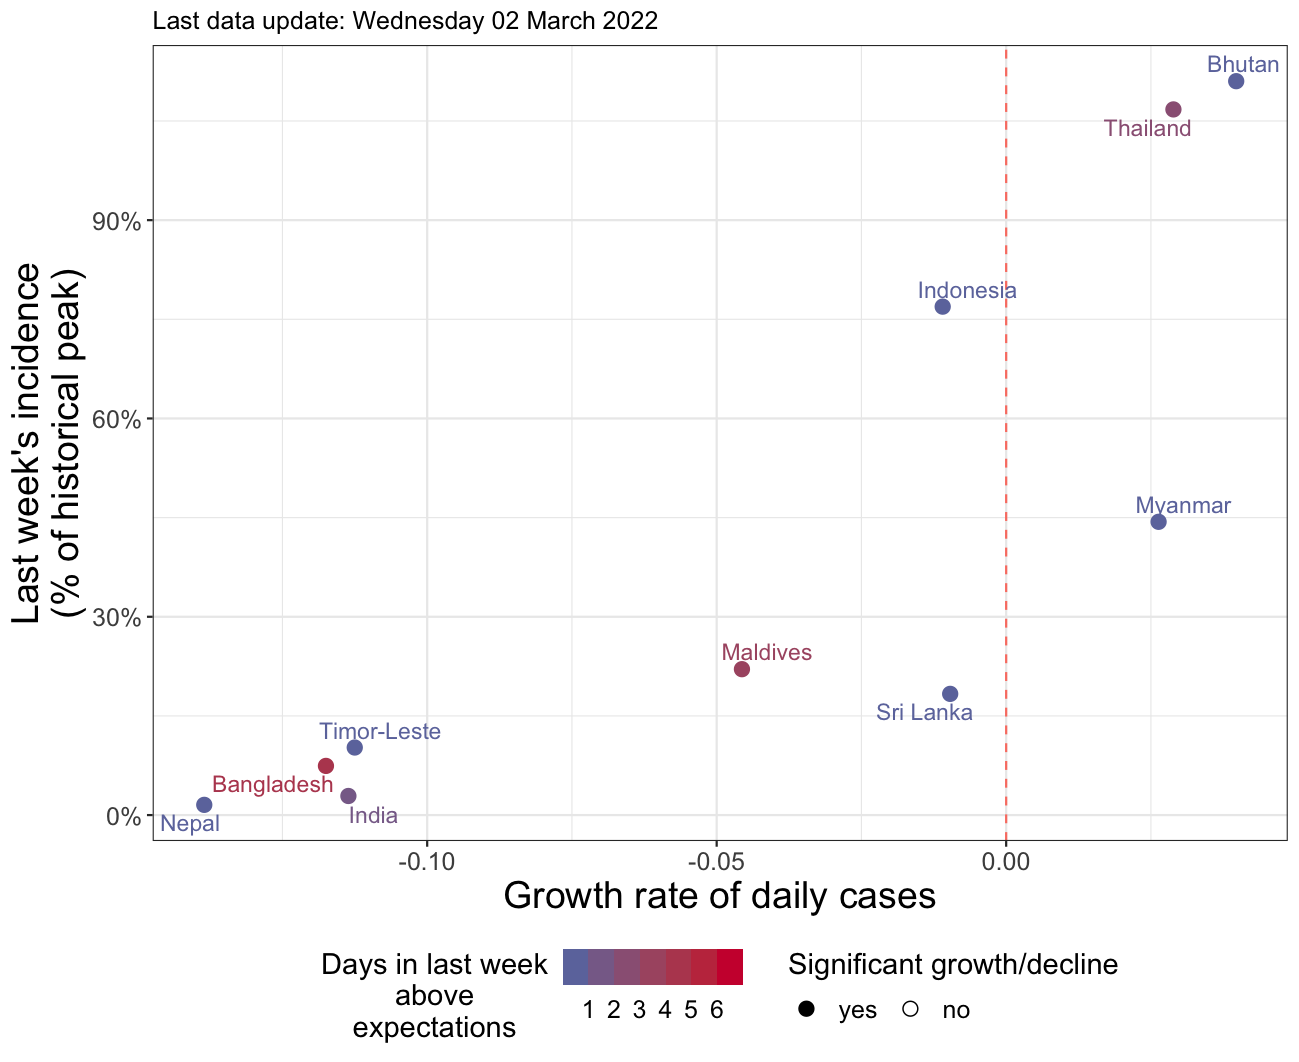 Last data update: Wednesday 02 March 2022
Bhutan
Thailand
90%
Indonesia
60%
Myanmar
Last week's incidence
(% of historical peak)
30%
Maldives
Sri Lanka
Timor-Leste
Bangladesh
India
0%
Nepal
-0.10
-0.05
0.00
Growth rate of daily cases
Days in last week
above
expectations
1 2 3 4 5 6
Significant growth/decline
yes no